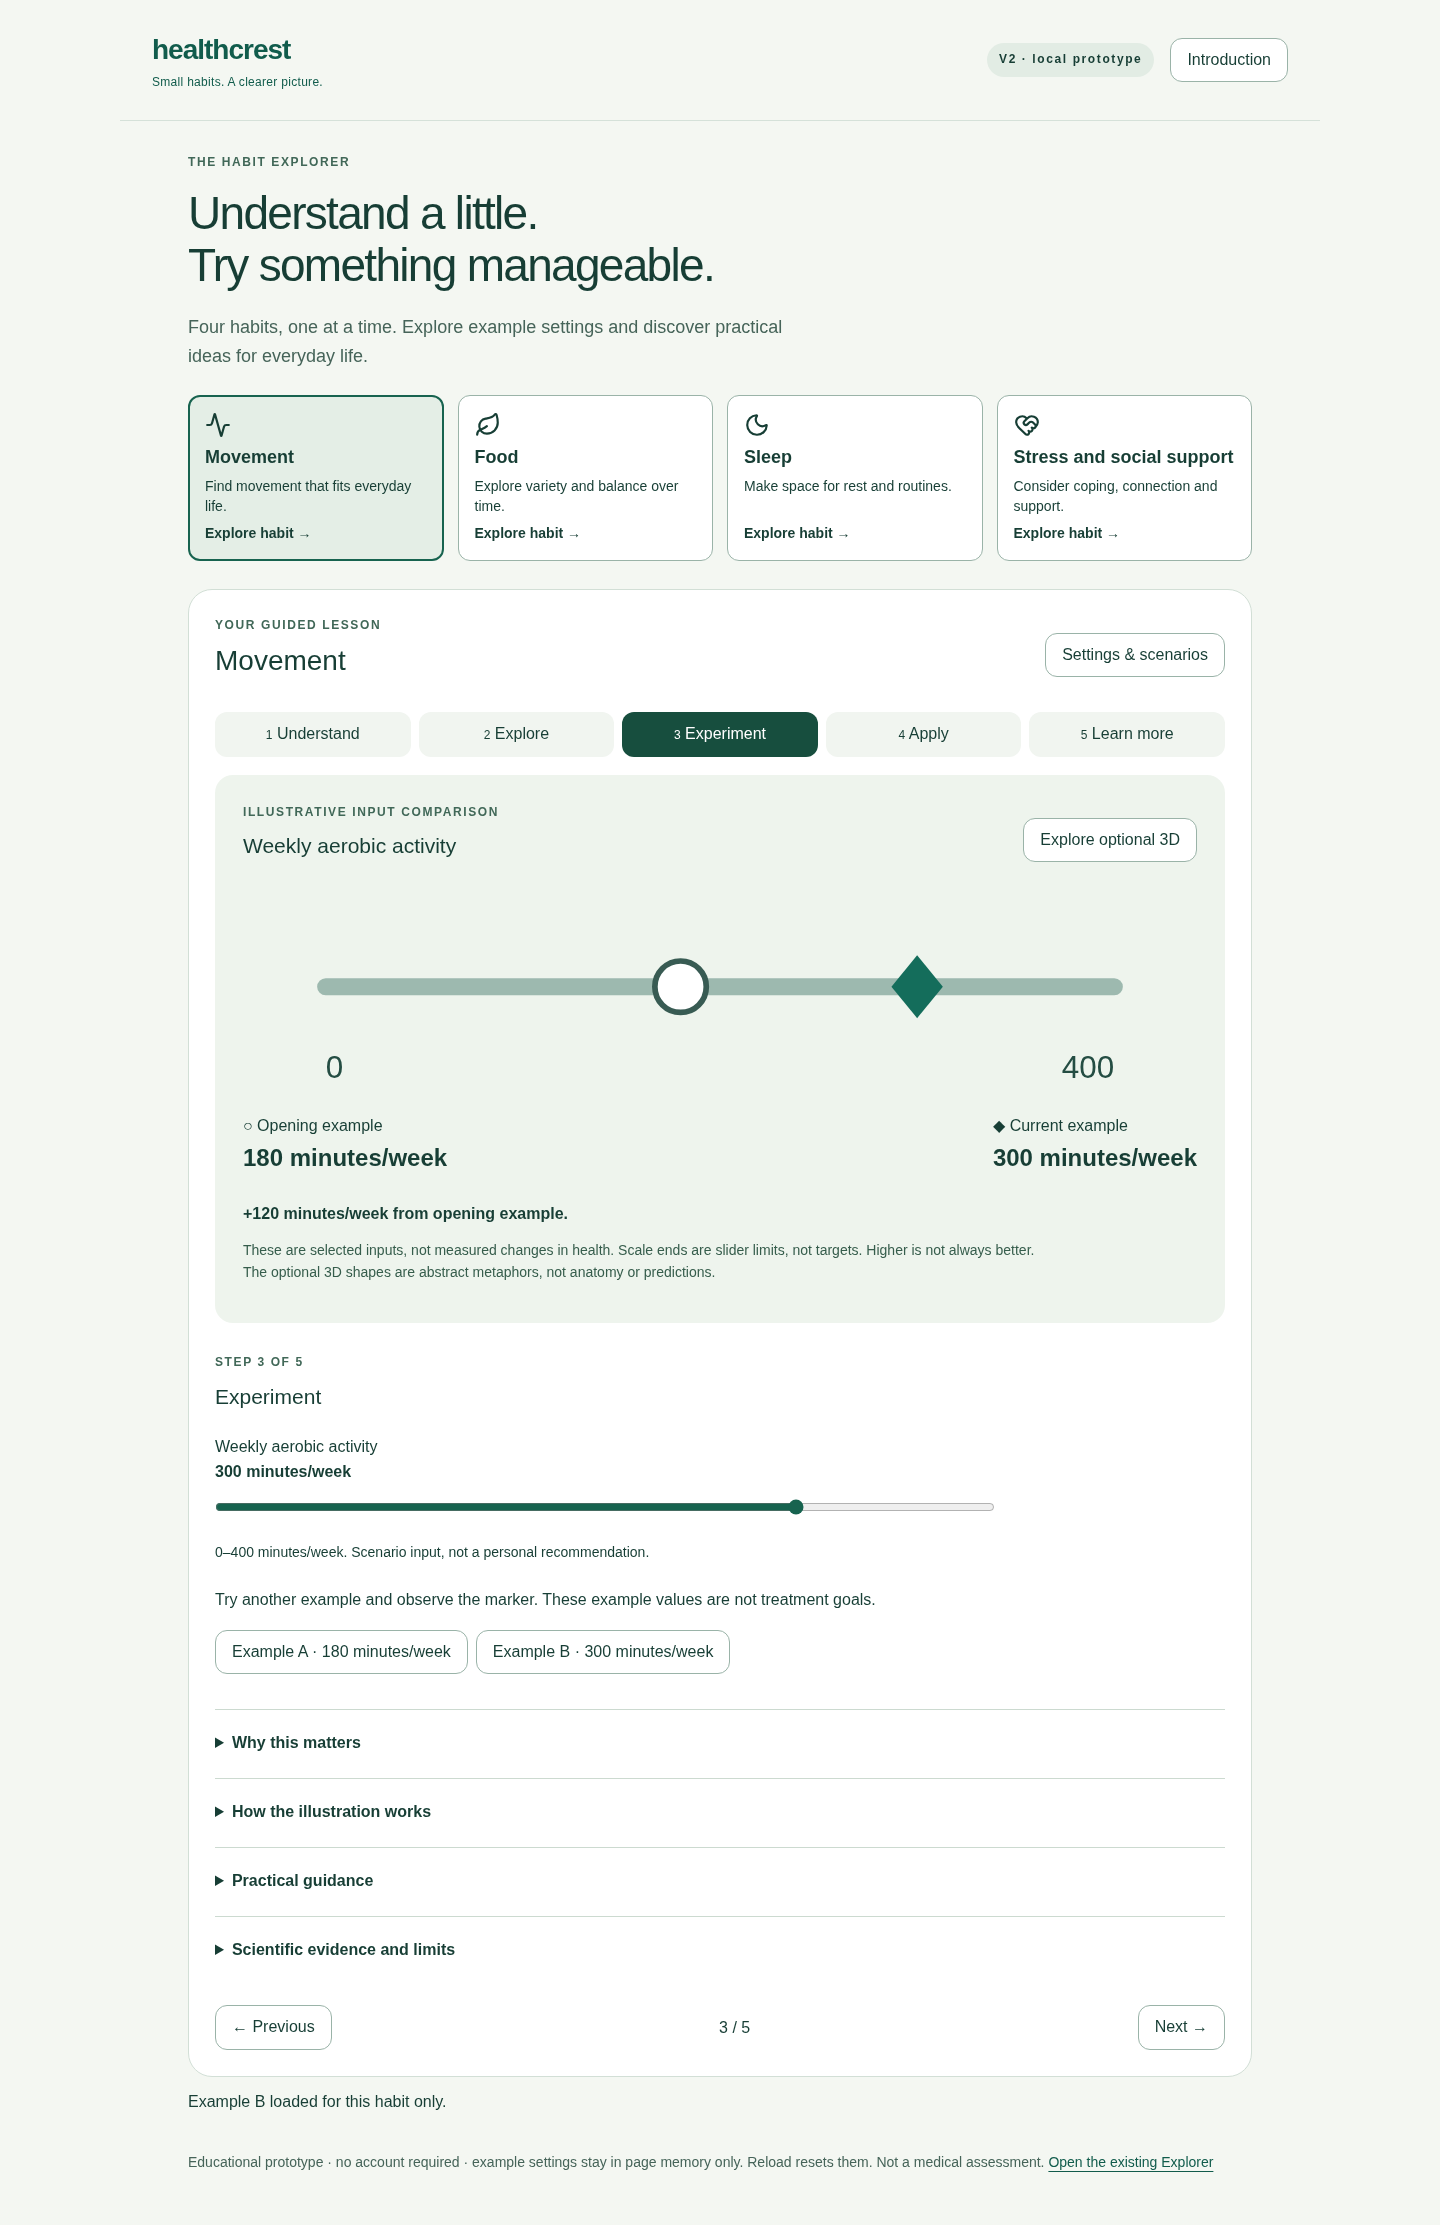 healthcrest
Small habits. A clearer picture.
V2 · local prototype
Introduction
THE HABIT EXPLORER
Understand a little.
Try something manageable.
Four habits, one at a time. Explore example settings and discover practical
ideas for everyday life.
Movement
Find movement that fits everyday
life.
Explore habit →
Food
Explore variety and balance over
time.
Explore habit →
Sleep
Make space for rest and routines.
Explore habit →
Stress and social support
Consider coping, connection and
support.
Explore habit →
YOUR GUIDED LESSON
Movement
Settings & scenarios
1 Understand
2 Explore
3 Experiment
4 Apply
5 Learn more
ILLUSTRATIVE INPUT COMPARISON
Weekly aerobic activity
Explore optional 3D
0
400
○ Opening example
180 minutes/week
◆ Current example
300 minutes/week
+120 minutes/week from opening example.
These are selected inputs, not measured changes in health. Scale ends are slider limits, not targets. Higher is not always better.
The optional 3D shapes are abstract metaphors, not anatomy or predictions.
STEP 3 OF 5
Experiment
Weekly aerobic activity
300 minutes/week
0–400 minutes/week. Scenario input, not a personal recommendation.
Try another example and observe the marker. These example values are not treatment goals.
Example A · 180 minutes/week
Example B · 300 minutes/week
▶ Why this matters
▶ How the illustration works
▶ Practical guidance
▶ Scientific evidence and limits
← Previous
3 / 5
Next →
Example B loaded for this habit only.
Educational prototype · no account required · example settings stay in page memory only. Reload resets them. Not a medical assessment. Open the existing Explorer